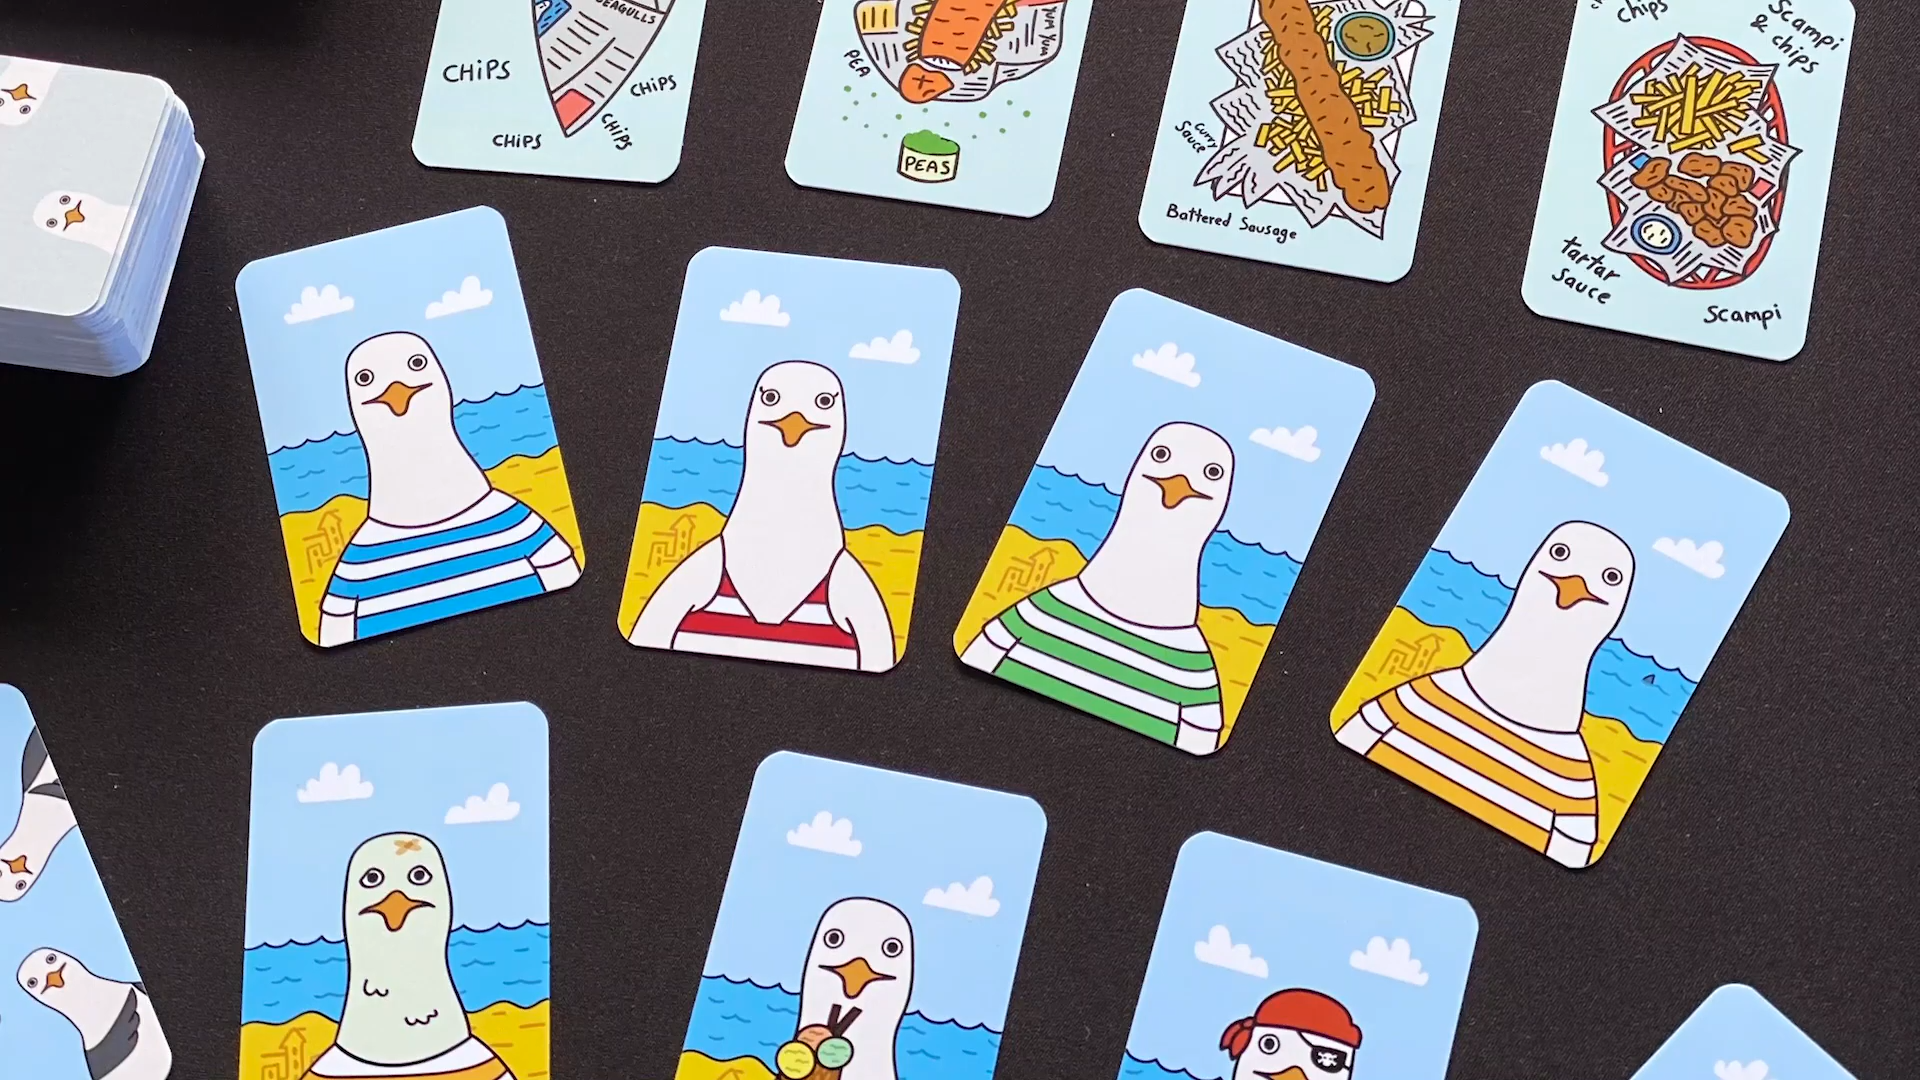 SEAGULLS
CHIPS
CHIPS
CHIPS
CHIPS
PEA
YUM YUM
PEAS
Curry
Sauce
Battered Sausage
Chips
Scampi
& chips
tartar
Sauce
Scampi